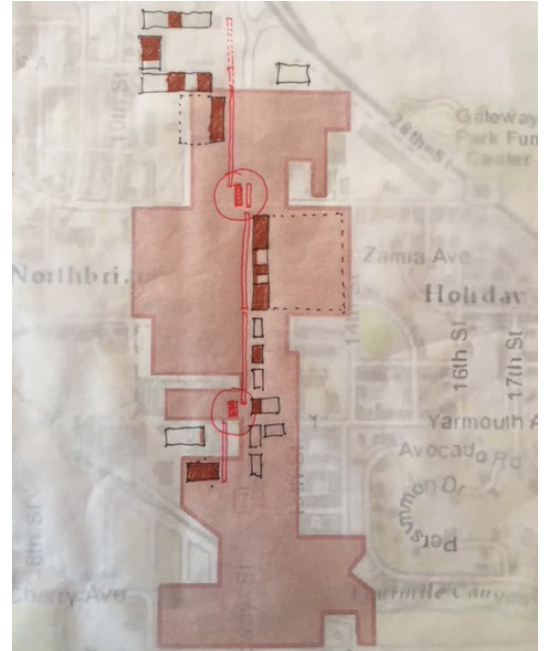 10th St
28th St
Gateway
Park Fun
Center
Zamia Ave
Northbri
Holiday
16th St
17th St
Yarmouth A
Avocado Rd
on Dr
Persimmon
8th St
Cherry Ave